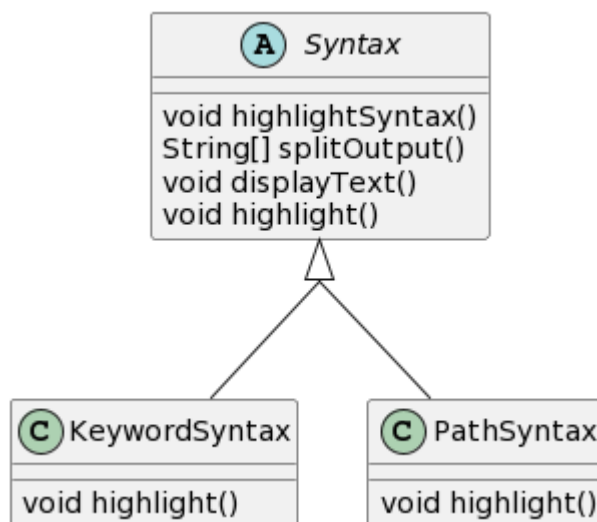 A Syntax
void highlightSyntax()
String[] splitOutput()
void displayText()
void highlight()
C KeywordSyntax
void highlight()
C PathSyntax
void highlight()